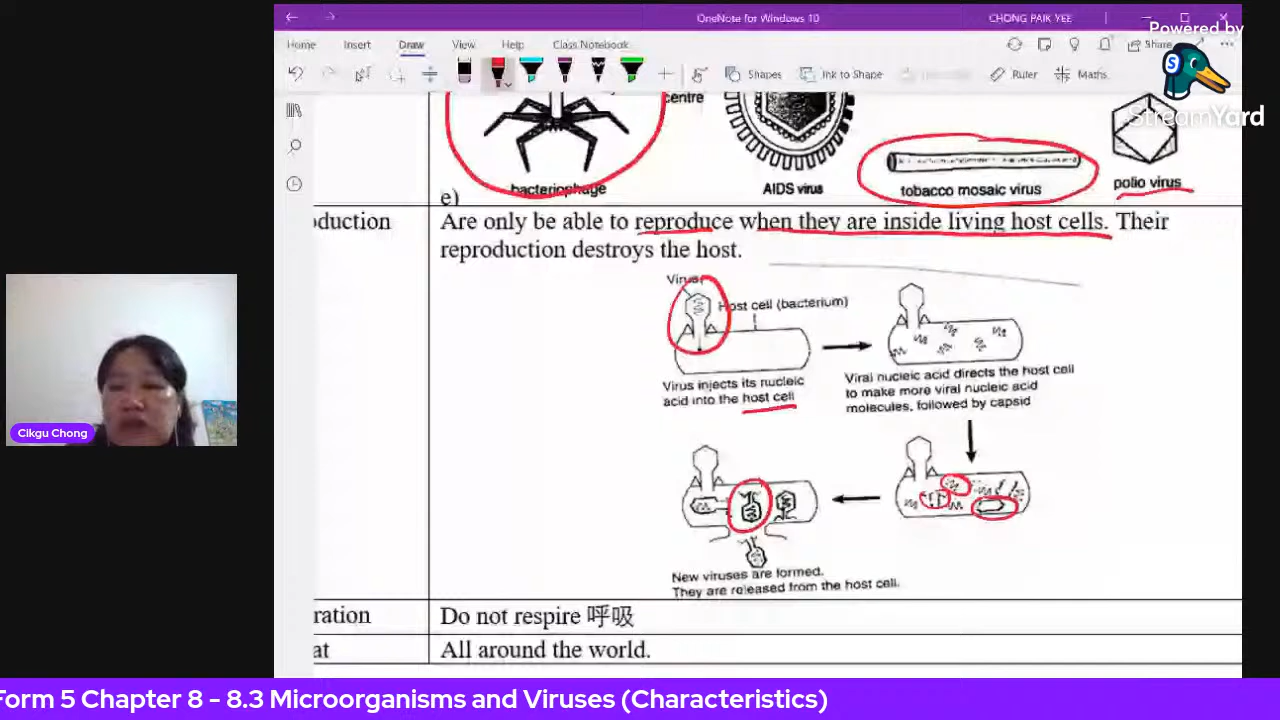 OneNote for Windows 10
CHONG PAIK YEE
Powered by
StreamYard
Home Insert Draw View Help Class Notebook Share
Shapes Ink to Shape Ruler Maths
centre
bacteriophage
AIDS virus
tobacco mosaic virus
polio virus
e)
oduction
Are only be able to reproduce when they are inside living host cells. Their
reproduction destroys the host.
Virus
Host cell (bacterium)
Virus injects its nucleic
acid into the host cell
Viral nucleic acid directs the host cell
to make more viral nucleic acid
molecules, followed by capsid
New viruses are formed.
They are released from the host cell.
ration
Do not respire 呼吸
at
All around the world.
Cikgu Chong
Form 5 Chapter 8 - 8.3 Microorganisms and Viruses (Characteristics)